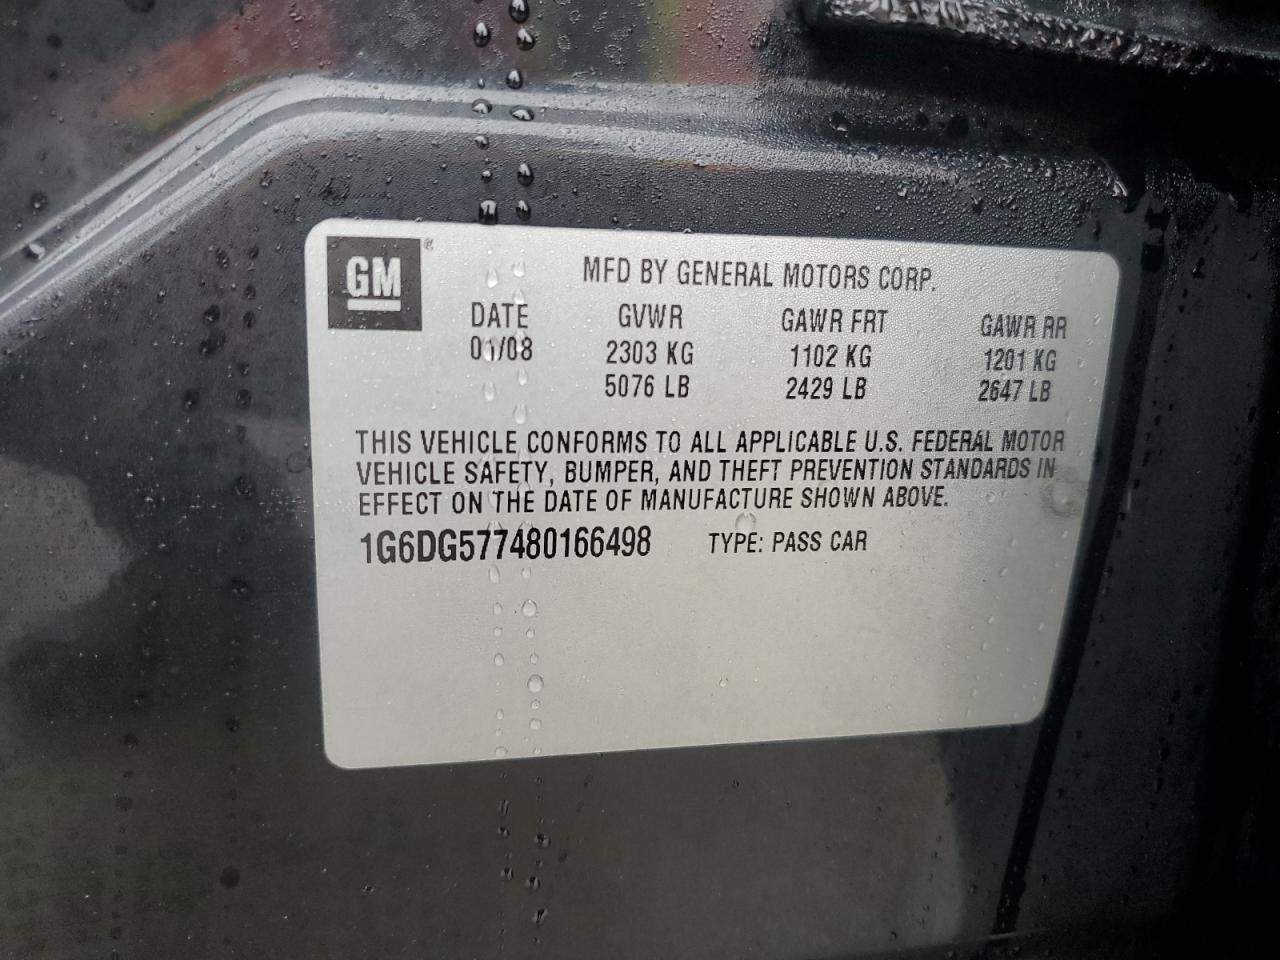 GM ®
MFD BY GENERAL MOTORS CORP.
DATE GVWR GAWR FRT GAWR RR
01/08 2303 KG 1102 KG 1201 KG
5076 LB 2429 LB 2647 LB
THIS VEHICLE CONFORMS TO ALL APPLICABLE U.S. FEDERAL MOTOR
VEHICLE SAFETY, BUMPER, AND THEFT PREVENTION STANDARDS IN
EFFECT ON THE DATE OF MANUFACTURE SHOWN ABOVE.
1G6DG577480166498 TYPE: PASS CAR